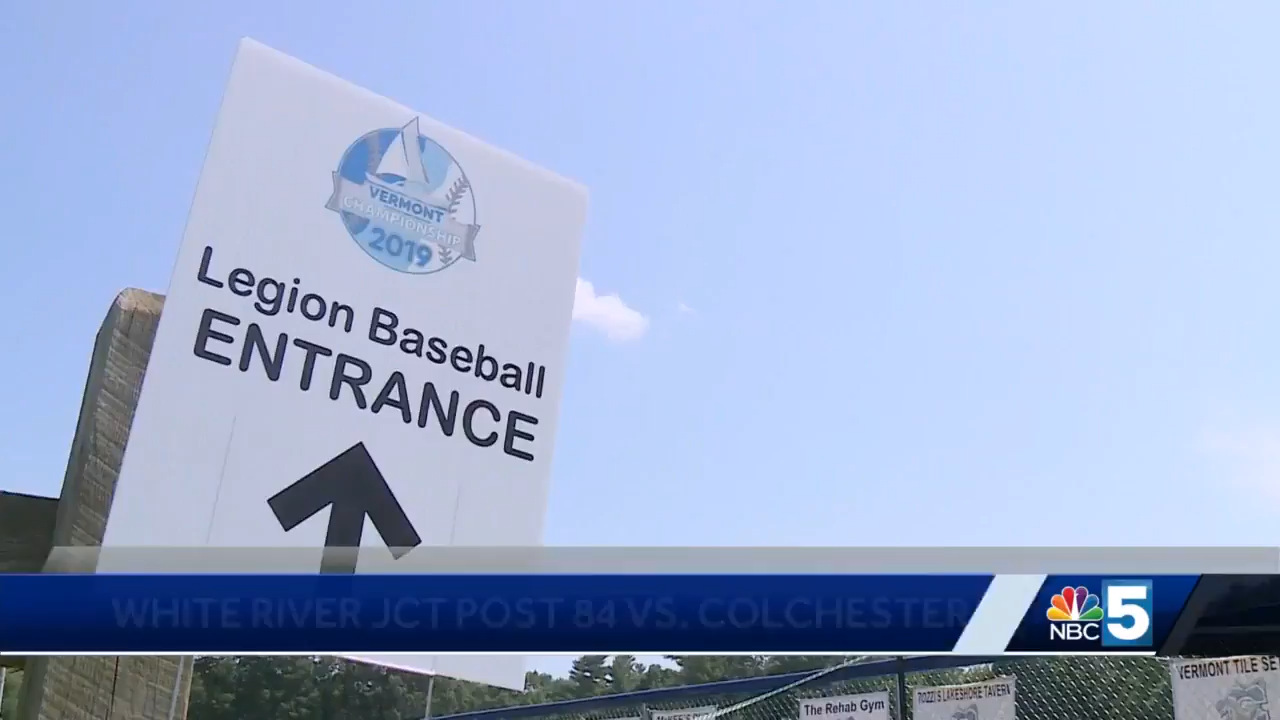 VERMONT
CHAMPIONSHIP
2019
Legion Baseball
ENTRANCE
WHITE RIVER JCT POST 84 VS. COLCHESTER
NBC 5
The Rehab Gym
LAKESHORE TAVERN
VERMONT TILE SE